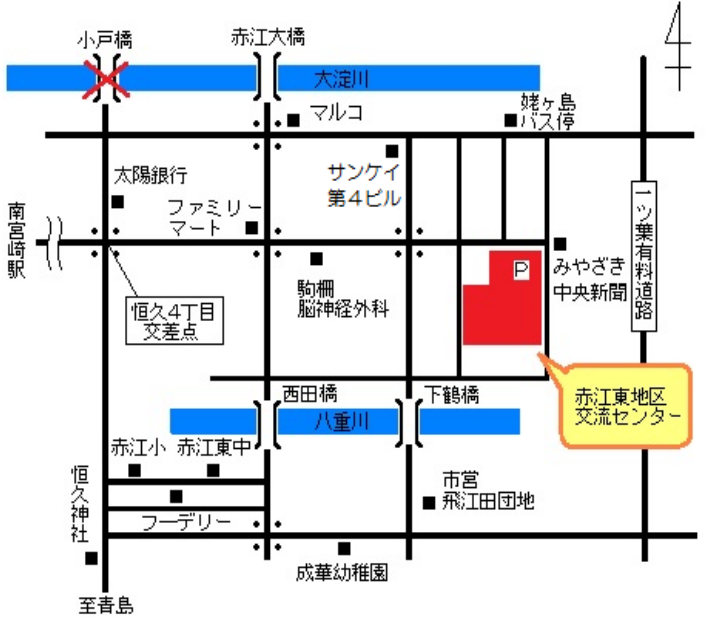 小戸橋
赤江大橋
大淀川
マルコ
姥ヶ島
バス停
サンケイ
第4ビル
太陽銀行
ファミリー
マート
南宮崎駅
一ッ葉有料道路
P
みやざき
中央新聞
駒柵
脳神経外科
恒久4丁目
交差点
赤江東地区
交流センター
西田橋
下鶴橋
八重川
赤江小
赤江東中
恒久神社
市営
飛江田団地
フーデリー
成華幼稚園
至青島